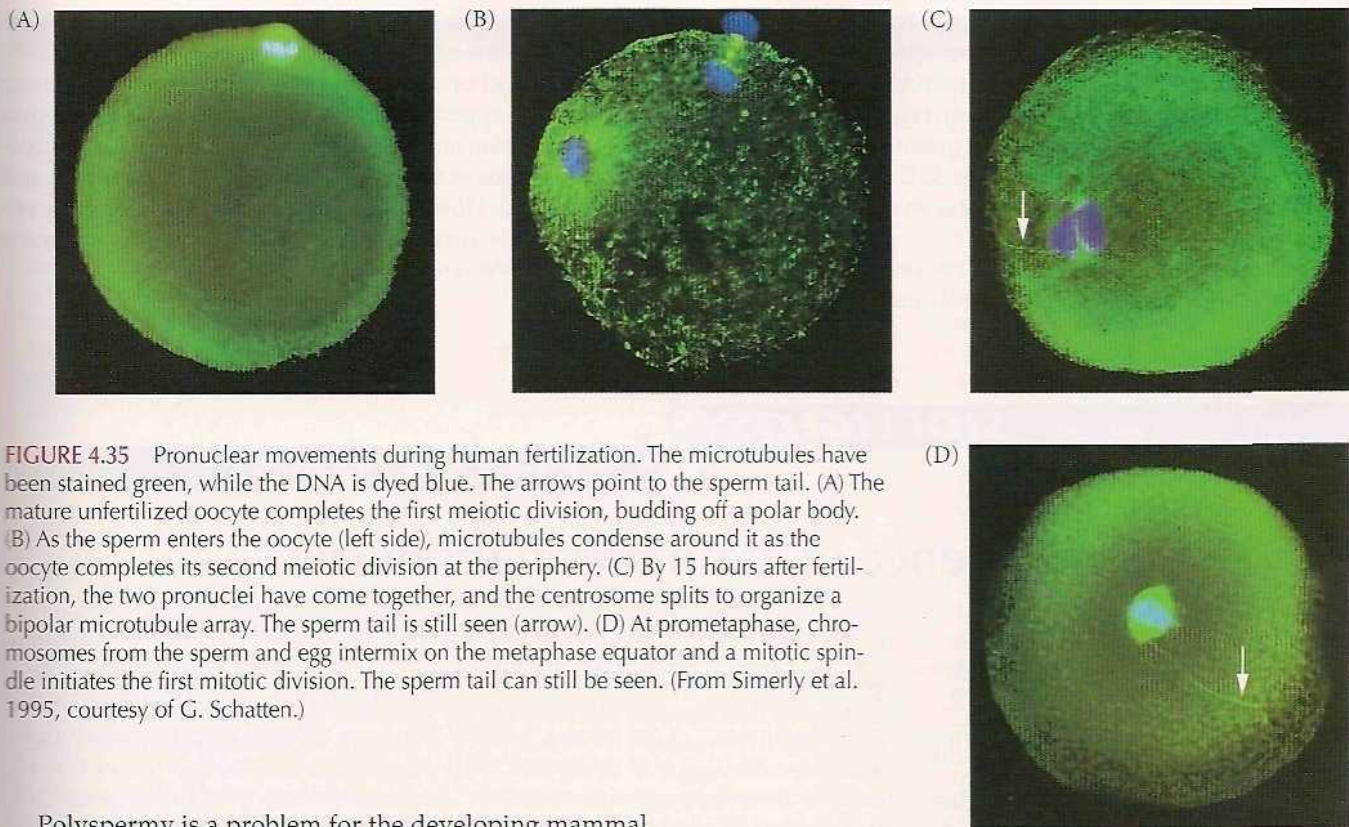 (A)
(B)
(C)
FIGURE 4.35 Pronuclear movements during human fertilization. The microtubules have
been stained green, while the DNA is dyed blue. The arrows point to the sperm tail. (A) The
mature unfertilized oocyte completes the first meiotic division, budding off a polar body.
(B) As the sperm enters the oocyte (left side), microtubules condense around it as the
oocyte completes its second meiotic division at the periphery. (C) By 15 hours after fertil-
ization, the two pronuclei have come together, and the centrosome splits to organize a
bipolar microtubule array. The sperm tail is still seen (arrow). (D) At prometaphase, chro-
mosomes from the sperm and egg intermix on the metaphase equator and a mitotic spin-
dle initiates the first mitotic division. The sperm tail can still be seen. (From Simerly et al.
1995, courtesy of G. Schatten.)
(D)
Polyspermy is a problem for the developing mammal